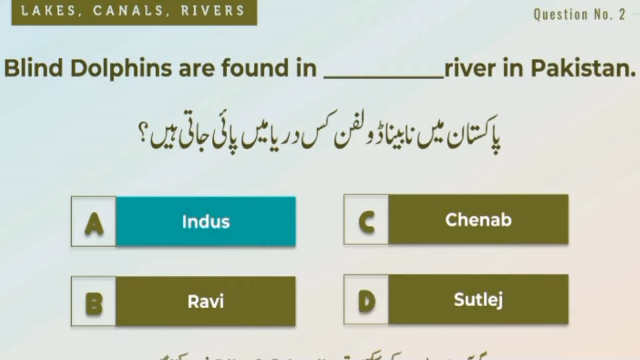 LAKES, CANALS, RIVERS
Question No. 2
Blind Dolphins are found in __________river in Pakistan.
پاکستان میں نابینا ڈولفن کس دریا میں پائی جاتی ہیں؟
A Indus
C Chenab
B Ravi
D Sutlej